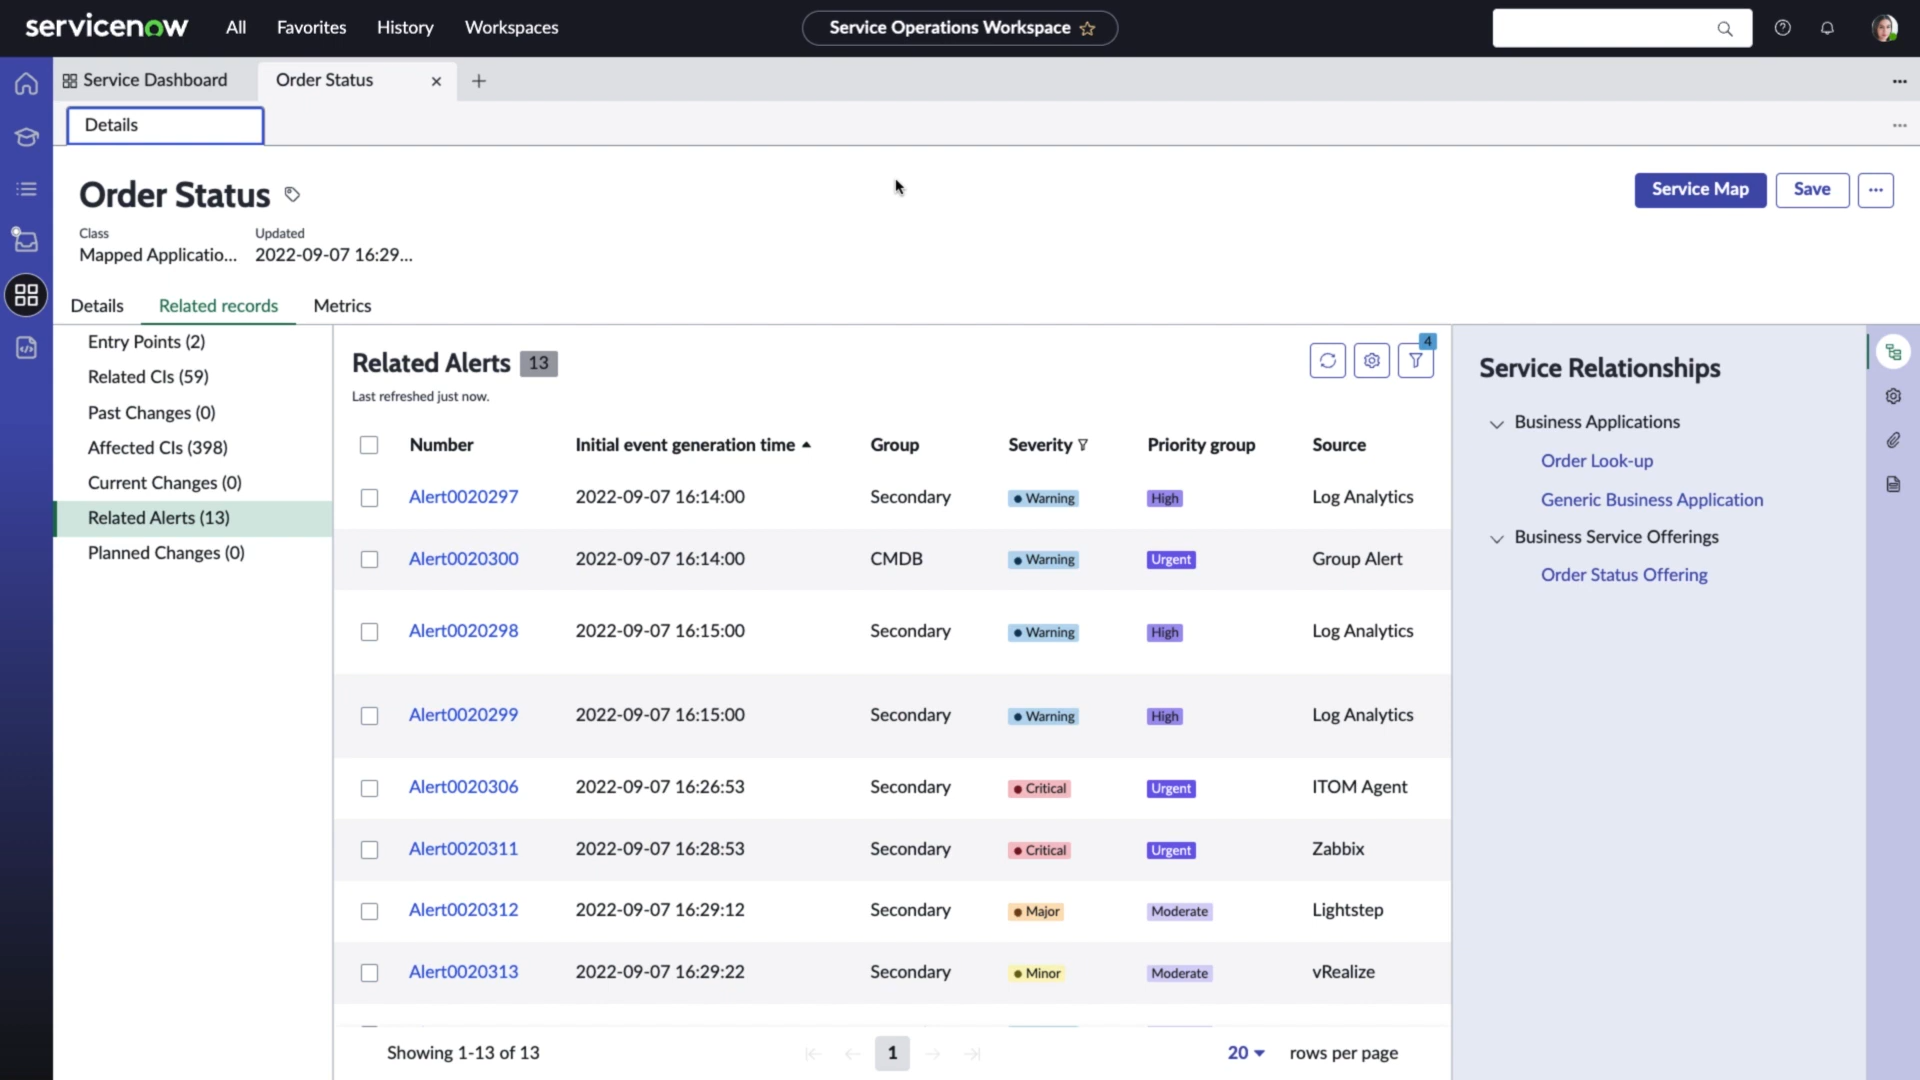 servicenow All Favorites History Workspaces Service Operations Workspace
Service Dashboard Order Status
Details
Order Status
Service Map Save
Class Updated
Mapped Applicatio... 2022-09-07 16:29...
Details Related records Metrics
Entry Points (2)
Related CIs (59)
Past Changes (0)
Affected CIs (398)
Current Changes (0)
Related Alerts (13)
Planned Changes (0)
Related Alerts 13
4
Last refreshed just now.
Number Initial event generation time Group Severity Priority group Source
Alert0020297 2022-09-07 16:14:00 Secondary Warning High Log Analytics
Alert0020300 2022-09-07 16:14:00 CMDB Warning Urgent Group Alert
Alert0020298 2022-09-07 16:15:00 Secondary Warning High Log Analytics
Alert0020299 2022-09-07 16:15:00 Secondary Warning High Log Analytics
Alert0020306 2022-09-07 16:26:53 Secondary Critical Urgent ITOM Agent
Alert0020311 2022-09-07 16:28:53 Secondary Critical Urgent Zabbix
Alert0020312 2022-09-07 16:29:12 Secondary Major Moderate Lightstep
Alert0020313 2022-09-07 16:29:22 Secondary Minor Moderate vRealize
Showing 1-13 of 13 1 20 rows per page
Service Relationships
Business Applications
Order Look-up
Generic Business Application
Business Service Offerings
Order Status Offering